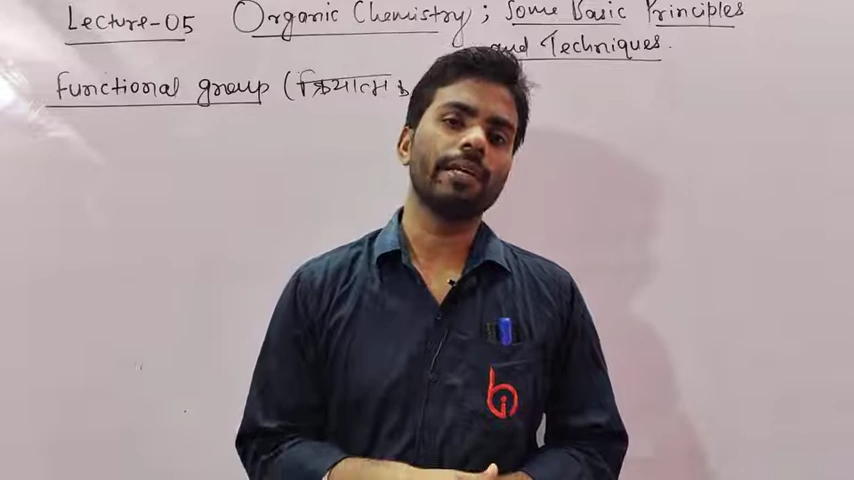 Lecture-05 Organic Chemistry; Some Basic Principles
and Techniques.
Functional group (